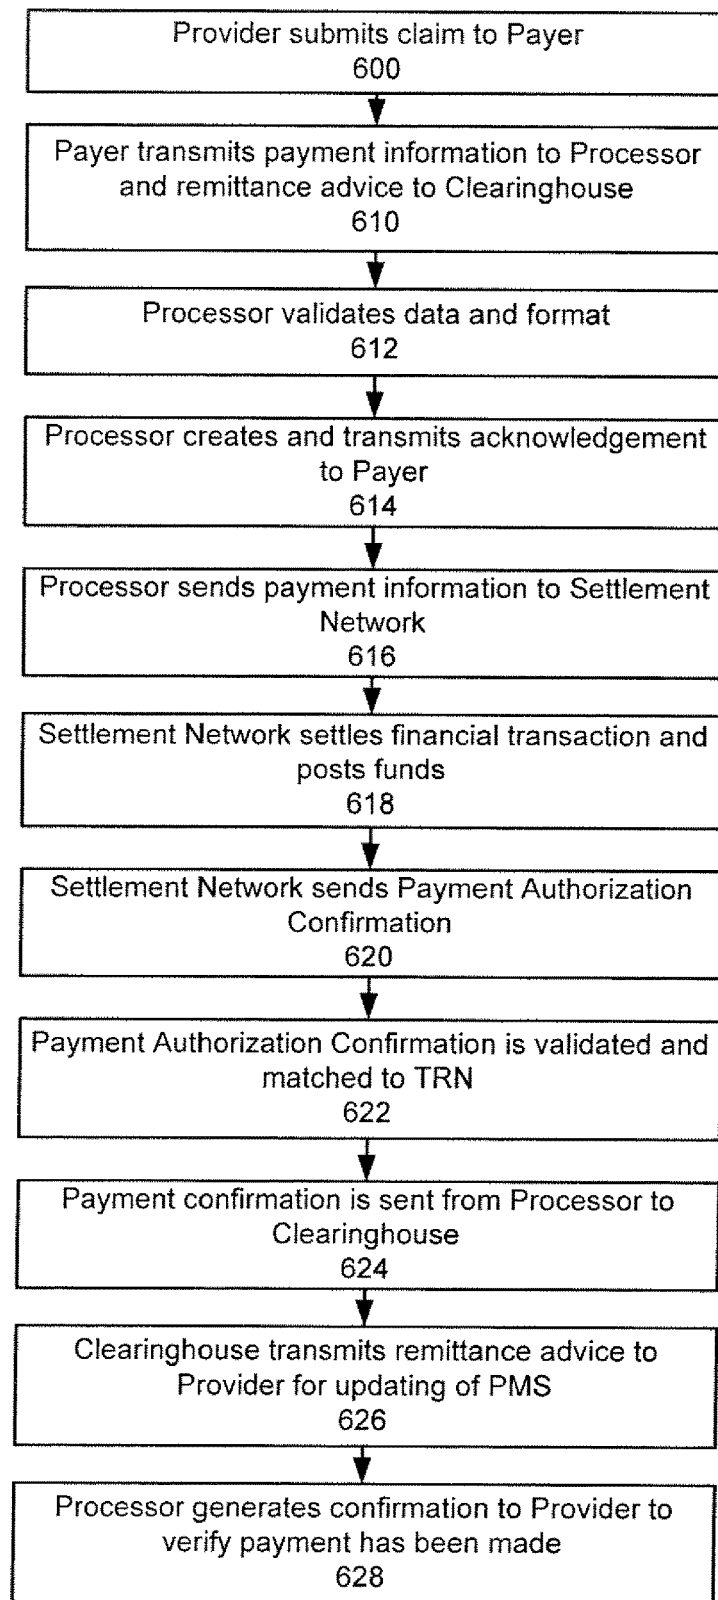 Provider submits claim to Payer
600
Payer transmits payment information to Processor
and remittance advice to Clearinghouse
610
Processor validates data and format
612
Processor creates and transmits acknowledgement
to Payer
614
Processor sends payment information to Settlement
Network
616
Settlement Network settles financial transaction and
posts funds
618
Settlement Network sends Payment Authorization
Confirmation
620
Payment Authorization Confirmation is validated and
matched to TRN
622
Payment confirmation is sent from Processor to
Clearinghouse
624
Clearinghouse transmits remittance advice to
Provider for updating of PMS
626
Processor generates confirmation to Provider to
verify payment has been made
628